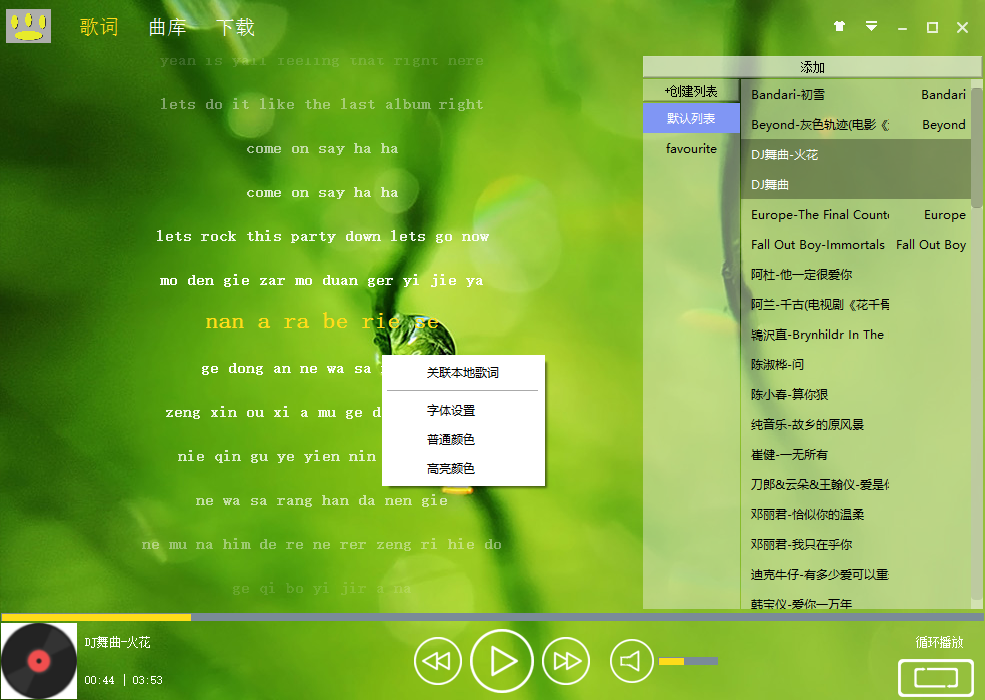 歌词 曲库 下载
yeah is yall feeling that right here
lets do it like the last album right
come on say ha ha
come on say ha ha
lets rock this party down lets go now
mo den gie zar mo duan ger yi jie ya
nan a ra be rie se
ge dong an ne wa sa
zeng xin ou xi a mu ge d
nie qin gu ye yien nin
ne wa sa rang han da nen gie
ne mu na him de re ne rer zeng ri hie do
ge qi bo yi jir a na
关联本地歌词
字体设置
普通颜色
高亮颜色
添加
+创建列表
默认列表
favourite
Bandari-初雪 Bandari
Beyond-灰色轨迹(电影《 Beyond
DJ舞曲-火花
DJ舞曲
Europe-The Final Count Europe
Fall Out Boy-Immortals Fall Out Boy
阿杜-他一定很爱你
阿兰-千古(电视剧《花千骨
鴇沢直-Brynhildr In The
陈淑桦-问
陈小春-算你狠
纯音乐-故乡的原风景
崔健-一无所有
刀郎&云朵&王翰仪-爱是你
邓丽君-恰似你的温柔
邓丽君-我只在乎你
迪克牛仔-有多少爱可以重
韩宝仪-爱你一万年
DJ舞曲-火花
00:44 | 03:53
循环播放